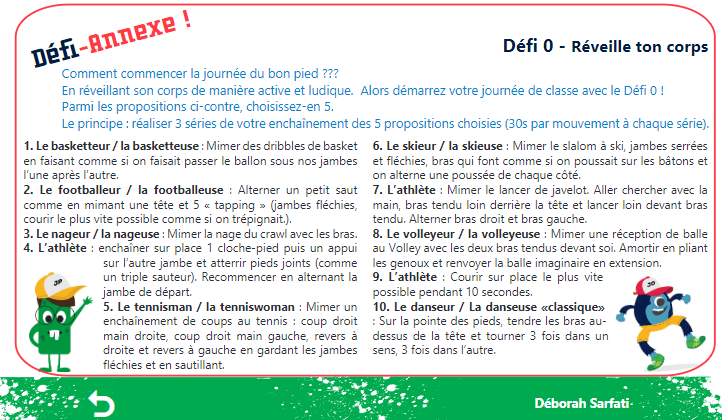 Défi-Annexe !
Défi 0 - Réveille ton corps
Comment commencer la journée du bon pied ???
En réveillant son corps de manière active et ludique.  Alors démarrez votre journée de classe avec le Défi 0 !
Parmi les propositions ci-contre, choisissez-en 5.
Le principe : réaliser 3 séries de votre enchaînement des 5 propositions choisies (30s par mouvement à chaque série).
1. Le basketteur / la basketteuse : Mimer des dribbles de basket
en faisant comme si on faisait passer le ballon sous nos jambes
l'une après l'autre.
2. Le footballeur / la footballeuse : Alterner un petit saut
comme en mimant une tête et 5 « tapping » (jambes fléchies,
courir le plus vite possible comme si on trépignait.).
3. Le nageur / la nageuse : Mimer la nage du crawl avec les bras.
4. L'athlète : enchaîner sur place 1 cloche-pied puis un appui
sur l'autre jambe et atterrir pieds joints (comme
un triple sauteur). Recommencer en alternant la
jambe de départ.
5. Le tennisman / la tenniswoman : Mimer un
enchaînement de coups au tennis : coup droit
main droite, coup droit main gauche, revers à
droite et revers à gauche en gardant les jambes
fléchies et en sautillant.
6. Le skieur / la skieuse : Mimer le slalom à ski, jambes serrées
et fléchies, bras qui font comme si on poussait sur les bâtons et
on alterne une poussée de chaque côté.
7. L'athlète : Mimer le lancer de javelot. Aller chercher avec la
main, bras tendu loin derrière la tête et lancer loin devant bras
tendu. Alterner bras droit et bras gauche.
8. Le volleyeur / la volleyeuse : Mimer une réception de balle
au Volley avec les deux bras tendus devant soi. Amortir en pliant
les genoux et renvoyer la balle imaginaire en extension.
9. L'athlète : Courir sur place le plus vite
possible pendant 10 secondes.
10. Le danseur / La danseuse «classique»
: Sur la pointe des pieds, tendre les bras au-
dessus de la tête et tourner 3 fois dans un
sens, 3 fois dans l'autre.
Déborah Sarfati